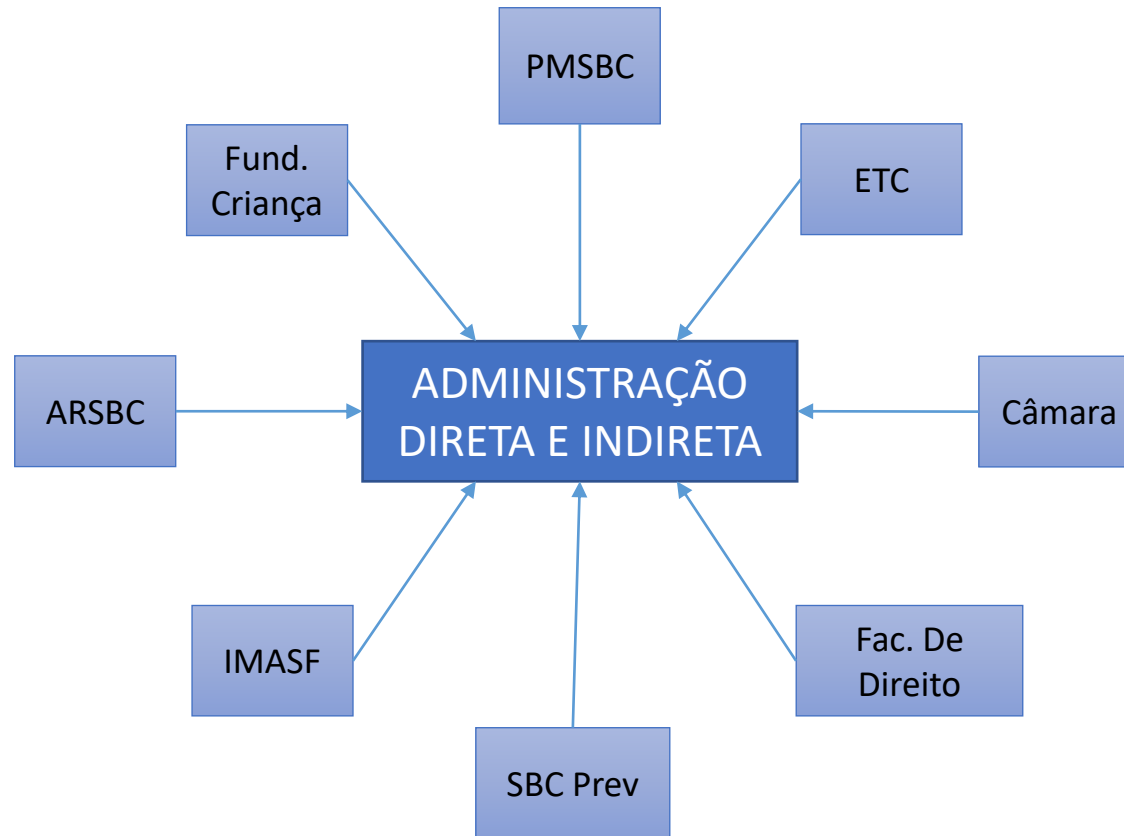 PMSBC
Fund.
Criança
ETC
ADMINISTRAÇÃO
DIRETA E INDIRETA
ARSBC
Câmara
IMASF
Fac. De
Direito
SBC Prev